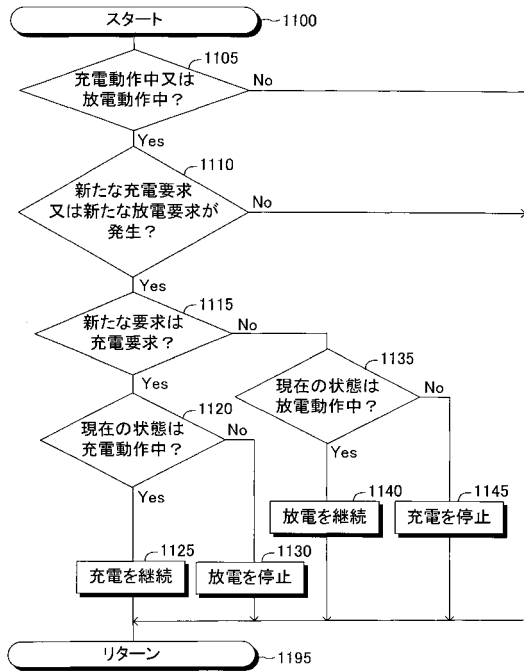 スタート
1100
1105
充電動作中又は
放電動作中?
No
Yes
1110
新たな充電要求
又は新たな放電要求が
発生?
No
Yes
1115
新たな要求は
充電要求?
No
Yes
1135
現在の状態は
放電動作中?
No
Yes
1120
現在の状態は
充電動作中?
No
Yes
1140
放電を継続
1145
充電を停止
1125
充電を継続
1130
放電を停止
リターン
1195